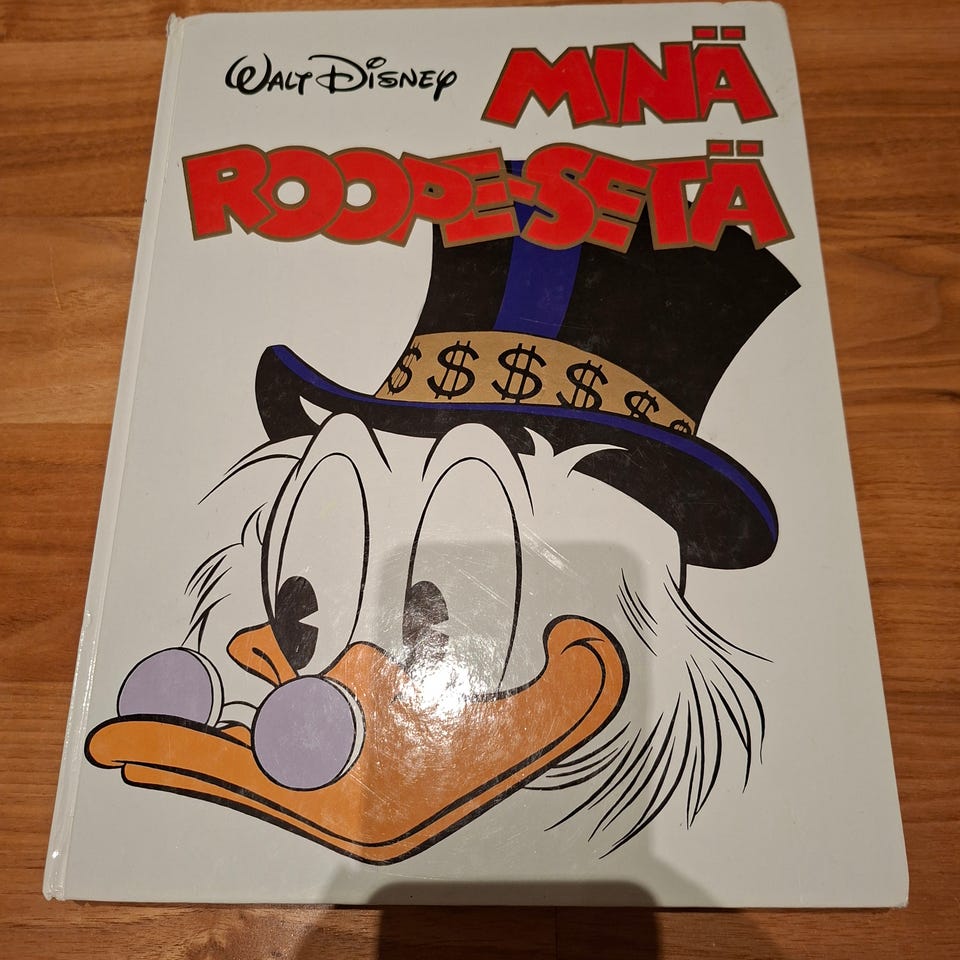 Walt Disney
MINÄ
ROOPE-SETÄ
$ $ $ $ $ $